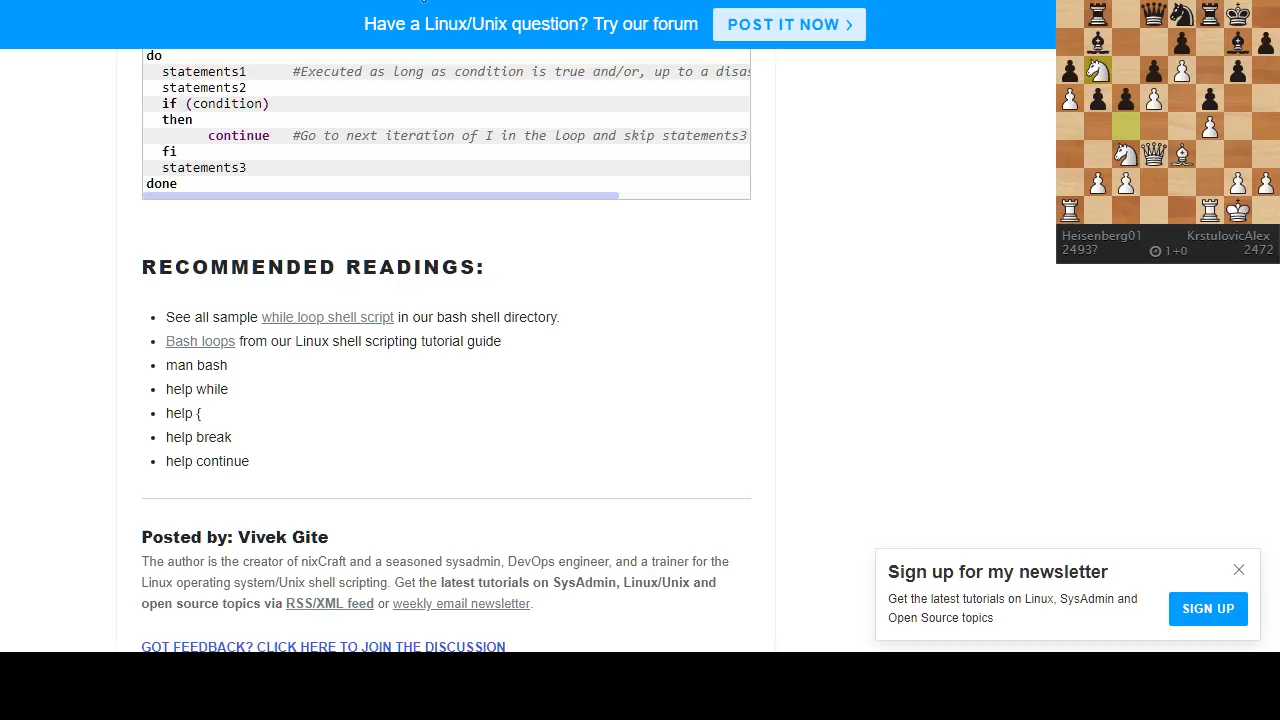 Have a Linux/Unix question? Try our forum
POST IT NOW
do
statements1 #Executed as long as condition is true and/or, up to a disas
statements2
if (condition)
then
continue #Go to next iteration of I in the loop and skip statements3
fi
statements3
done
RECOMMENDED READINGS:
See all sample while loop shell script in our bash shell directory.
Bash loops from our Linux shell scripting tutorial guide
man bash
help while
help {
help break
help continue
Posted by: Vivek Gite
The author is the creator of nixCraft and a seasoned sysadmin, DevOps engineer, and a trainer for the
Linux operating system/Unix shell scripting. Get the latest tutorials on SysAdmin, Linux/Unix and
open source topics via RSS/XML feed or weekly email newsletter.
GOT FEEDBACK? CLICK HERE TO JOIN THE DISCUSSION
Heisenberg01 KrstulovicAlex
2493? 1+0 2472
Sign up for my newsletter
Get the latest tutorials on Linux, SysAdmin and
Open Source topics
SIGN UP